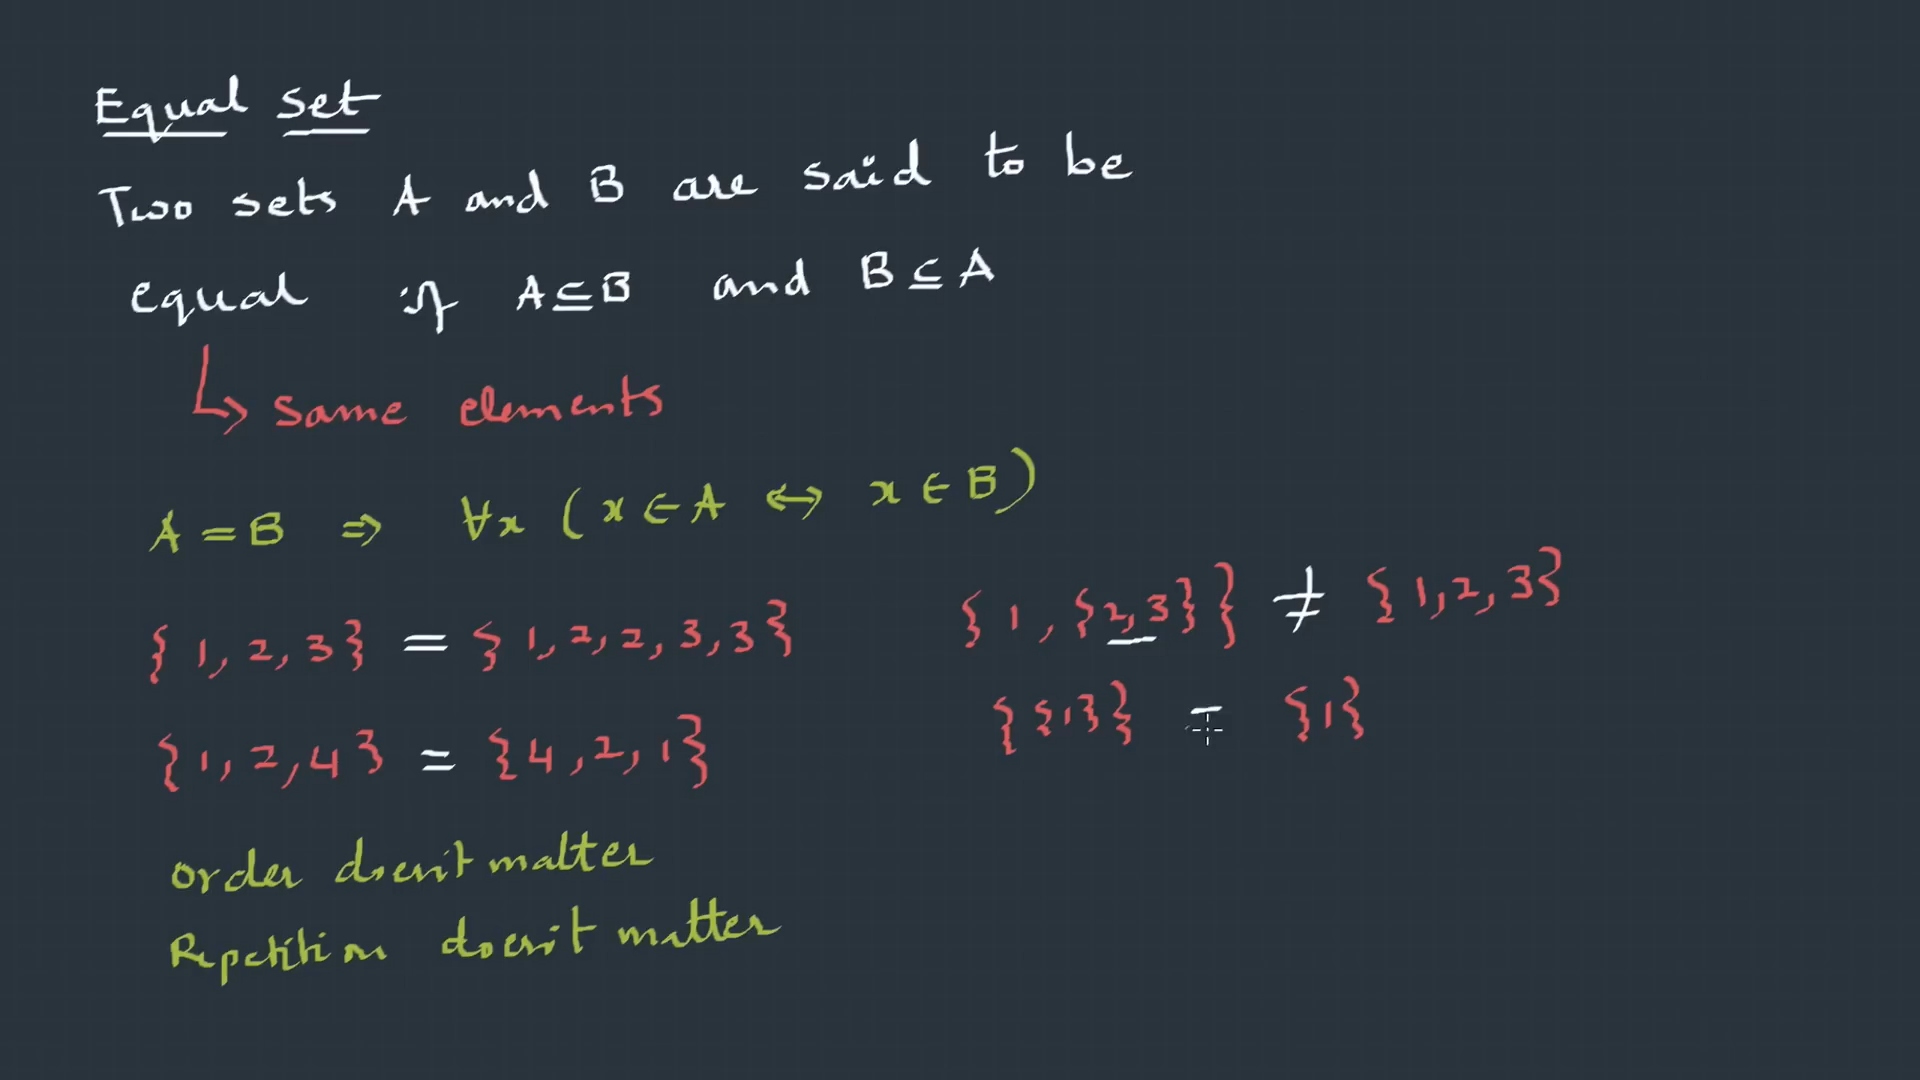 Equal set
Two sets A and B are said to be
equal if A⊆B and B⊆A
↳ same elements
A = B ⇒ ∀x (x ∈ A ↔ x ∈ B)
{1, 2, 3} = {1, 2, 2, 3, 3}
{1, 2, 4} = {4, 2, 1}
order doesn't matter
Repetition doesn't matter
{1, {2,3}} ≠ {1, 2, 3}
{{1}} = {1}